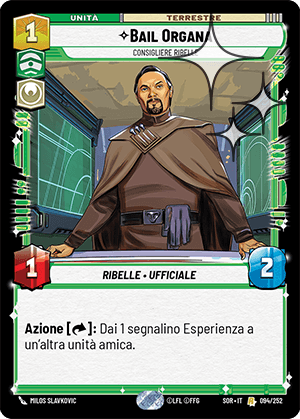 UNITÀ
TERRESTRE
1
✧Bail Organa
CONSIGLIERE RIBELLE
1
RIBELLE • UFFICIALE
2
Azione [↷]: Dai 1 segnalino Esperienza a
un'altra unità amica.
MILOS SLAVKOVIC
©LFL ©FFG
SOR • IT
R
094/252